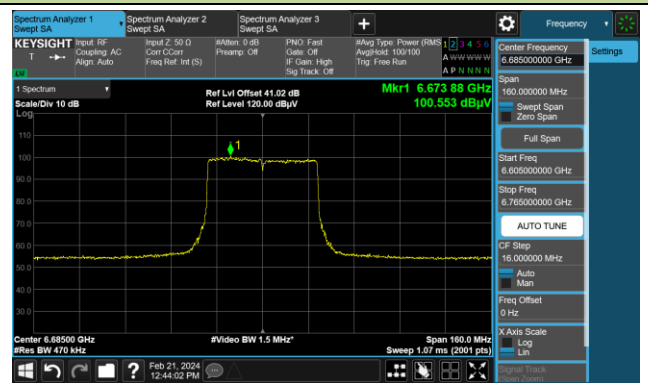 Spectrum Analyzer 1
Swept SA
Spectrum Analyzer 2
Swept SA
Spectrum Analyzer 3
Swept SA
+
Frequency
KEYSIGHT
T
LW
Input: RF
Coupling: AC
Align: Auto
Input Z: 50 Ω
Corr CCorr
Freq Ref: Int (S)
#Atten: 0 dB
Preamp: Off
PNO: Fast
Gate: Off
IF Gain: High
Sig Track: Off
#Avg Type: Power (RMS
Avg|Hold: 100/100
Trig: Free Run
1 2 3 4 5 6
A W W W W W
A P N N N N
1 Spectrum
Scale/Div 10 dB
Log
Ref Lvl Offset 41.02 dB
Ref Level 120.00 dBµV
Mkr1 6.673 88 GHz
100.553 dBµV
110
100
90.0
80.0
70.0
60.0
50.0
40.0
30.0
1
Center 6.68500 GHz
#Res BW 470 kHz
#Video BW 1.5 MHz*
Span 160.0 MHz
Sweep 1.07 ms (2001 pts)
Center Frequency
6.685000000 GHz
Span
160.000000 MHz
Swept Span
Zero Span
Full Span
Start Freq
6.605000000 GHz
Stop Freq
6.765000000 GHz
AUTO TUNE
CF Step
16.000000 MHz
Auto
Man
Freq Offset
0 Hz
X Axis Scale
Log
Lin
Signal Track
(Span Zoom)
Settings
?
Feb 21, 2024
12:44:02 PM